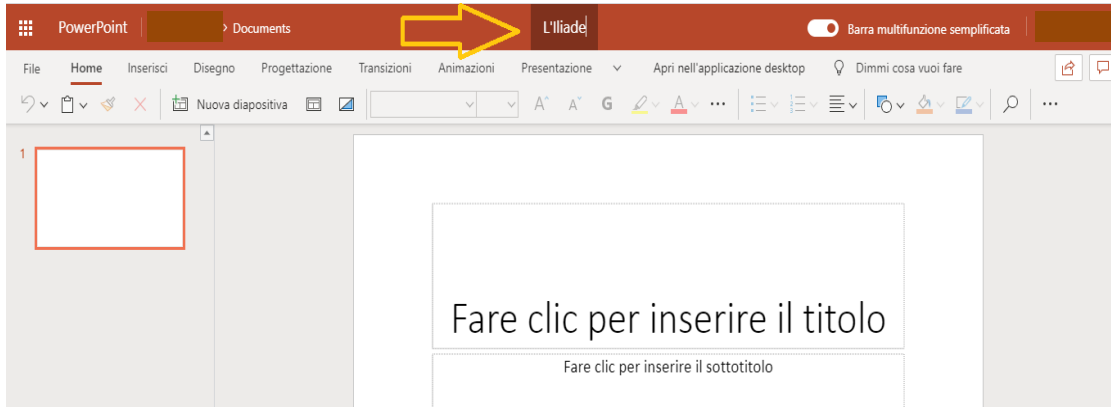 PowerPoint > Documents L'Iliade Barra multifunzione semplificata
File Home Inserisci Disegno Progettazione Transizioni Animazioni Presentazione Apri nell'applicazione desktop Dimmi cosa vuoi fare
Nuova diapositiva A A G A
1
Fare clic per inserire il titolo
Fare clic per inserire il sottotitolo